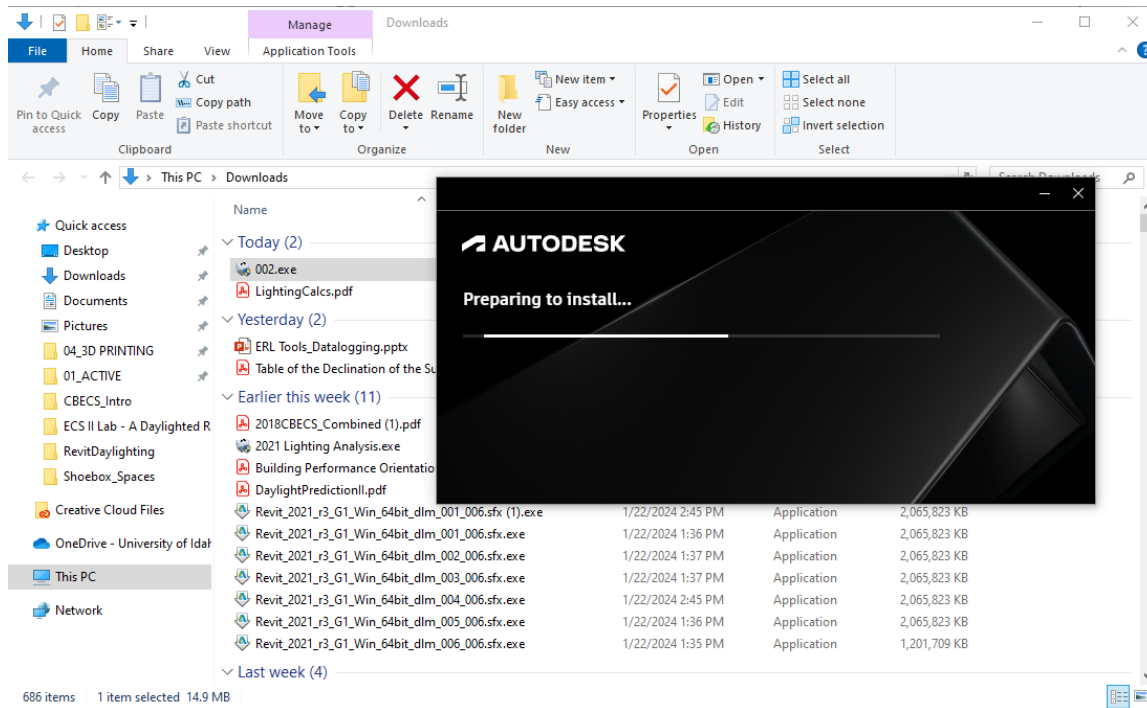 Manage Downloads
File Home Share View Application Tools
Pin to Quick access
Copy
Paste
Cut
Copy path
Paste shortcut
Move to
Copy to
Delete
Rename
New folder
New item
Easy access
Properties
Open
Edit
History
Select all
Select none
Invert selection
Clipboard Organize New Open Select
This PC > Downloads
Quick access
Desktop
Downloads
Documents
Pictures
04_3D PRINTING
01_ACTIVE
CBECS_Intro
ECS II Lab - A Daylighted R
RevitDaylighting
Shoebox_Spaces
Creative Cloud Files
OneDrive - University of Idah
This PC
Network
Name
Today (2)
002.exe
LightingCalcs.pdf
Yesterday (2)
ERL Tools_Datalogging.pptx
Table of the Declination of the Su
Earlier this week (11)
2018CBECS_Combined (1).pdf
2021 Lighting Analysis.exe
Building Performance Orientatio
DaylightPredictionII.pdf
Revit_2021_r3_G1_Win_64bit_dlm_001_006.sfx (1).exe 1/22/2024 2:45 PM Application 2,065,823 KB
Revit_2021_r3_G1_Win_64bit_dlm_001_006.sfx.exe 1/22/2024 1:36 PM Application 2,065,823 KB
Revit_2021_r3_G1_Win_64bit_dlm_002_006.sfx.exe 1/22/2024 1:37 PM Application 2,065,823 KB
Revit_2021_r3_G1_Win_64bit_dlm_003_006.sfx.exe 1/22/2024 1:37 PM Application 2,065,823 KB
Revit_2021_r3_G1_Win_64bit_dlm_004_006.sfx.exe 1/22/2024 2:45 PM Application 2,065,823 KB
Revit_2021_r3_G1_Win_64bit_dlm_005_006.sfx.exe 1/22/2024 1:36 PM Application 2,065,823 KB
Revit_2021_r3_G1_Win_64bit_dlm_006_006.sfx.exe 1/22/2024 1:35 PM Application 1,201,709 KB
Last week (4)
AUTODESK
Preparing to install...
686 items 1 item selected 14.9 MB